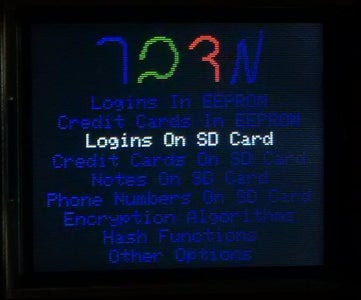 Logins In EEPROM
Credit Cards In EEPROM
Logins On SD Card
Credit Cards On SD Card
Notes On SD Card
Phone Numbers On SD Card
Encryption Algorithms
Hash Functions
Other Options